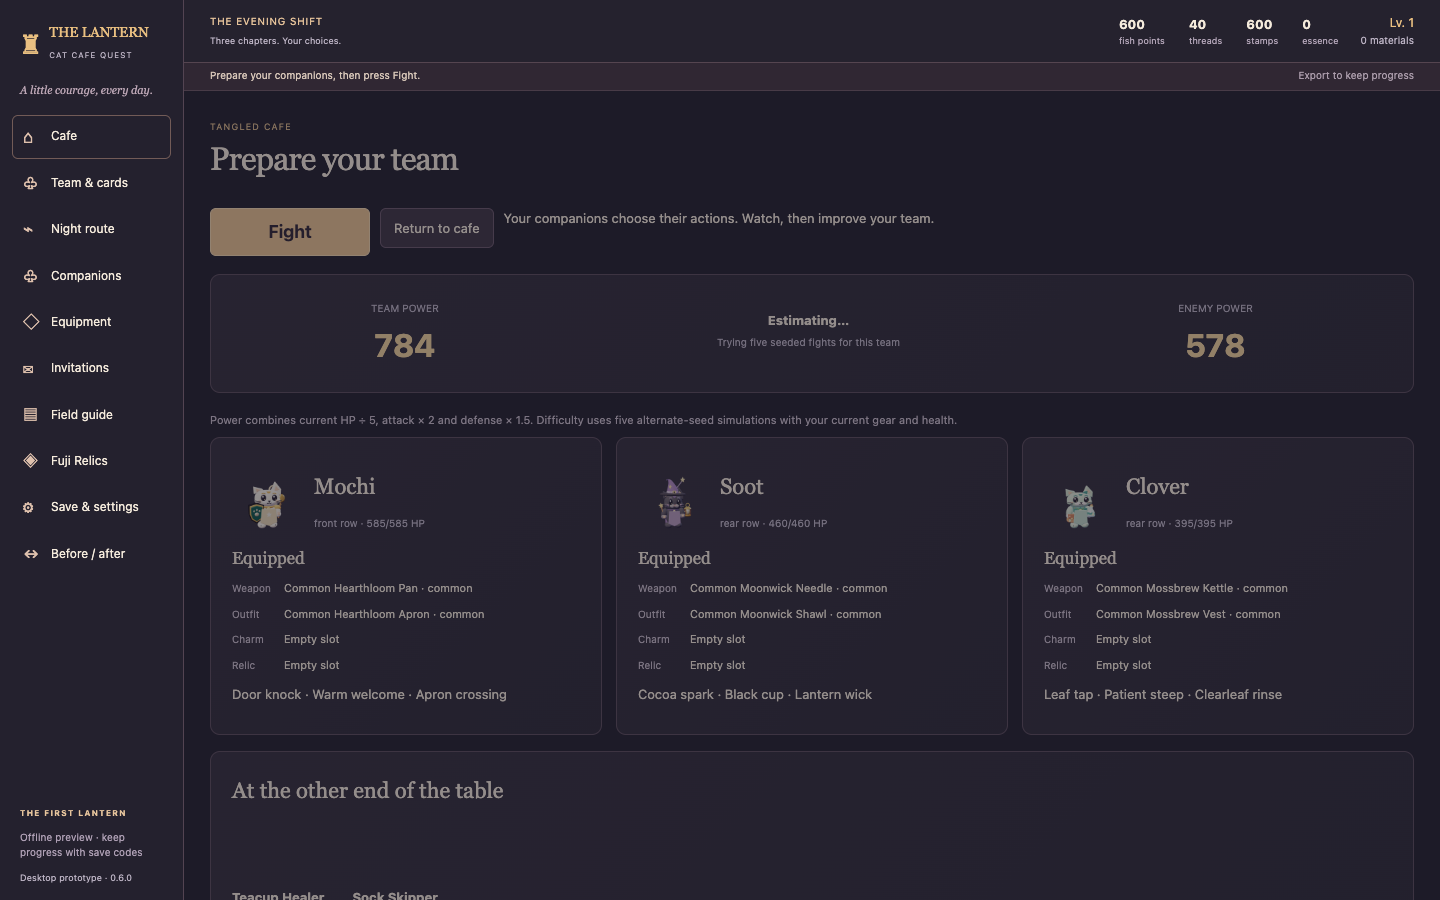 THE LANTERN
CAT CAFE QUEST
A little courage, every day.
Cafe
Team & cards
Night route
Companions
Equipment
Invitations
Field guide
Fuji Relics
Save & settings
Before / after
THE FIRST LANTERN
Offline preview · keep
progress with save codes
Desktop prototype · 0.6.0
THE EVENING SHIFT
Three chapters. Your choices.
600
fish points
40
threads
600
stamps
0
essence
Lv. 1
0 materials
Prepare your companions, then press Fight.
Export to keep progress
TANGLED CAFE
Prepare your team
Fight
Return to cafe
Your companions choose their actions. Watch, then improve your team.
TEAM POWER
784
Estimating...
Trying five seeded fights for this team
ENEMY POWER
578
Power combines current HP ÷ 5, attack × 2 and defense × 1.5. Difficulty uses five alternate-seed simulations with your current gear and health.
Mochi
front row · 585/585 HP
Equipped
Weapon Common Hearthloom Pan · common
Outfit Common Hearthloom Apron · common
Charm Empty slot
Relic Empty slot
Door knock · Warm welcome · Apron crossing
Soot
rear row · 460/460 HP
Equipped
Weapon Common Moonwick Needle · common
Outfit Common Moonwick Shawl · common
Charm Empty slot
Relic Empty slot
Cocoa spark · Black cup · Lantern wick
Clover
rear row · 395/395 HP
Equipped
Weapon Common Mossbrew Kettle · common
Outfit Common Mossbrew Vest · common
Charm Empty slot
Relic Empty slot
Leaf tap · Patient steep · Clearleaf rinse
At the other end of the table
Teacup Healer
Sock Skipper